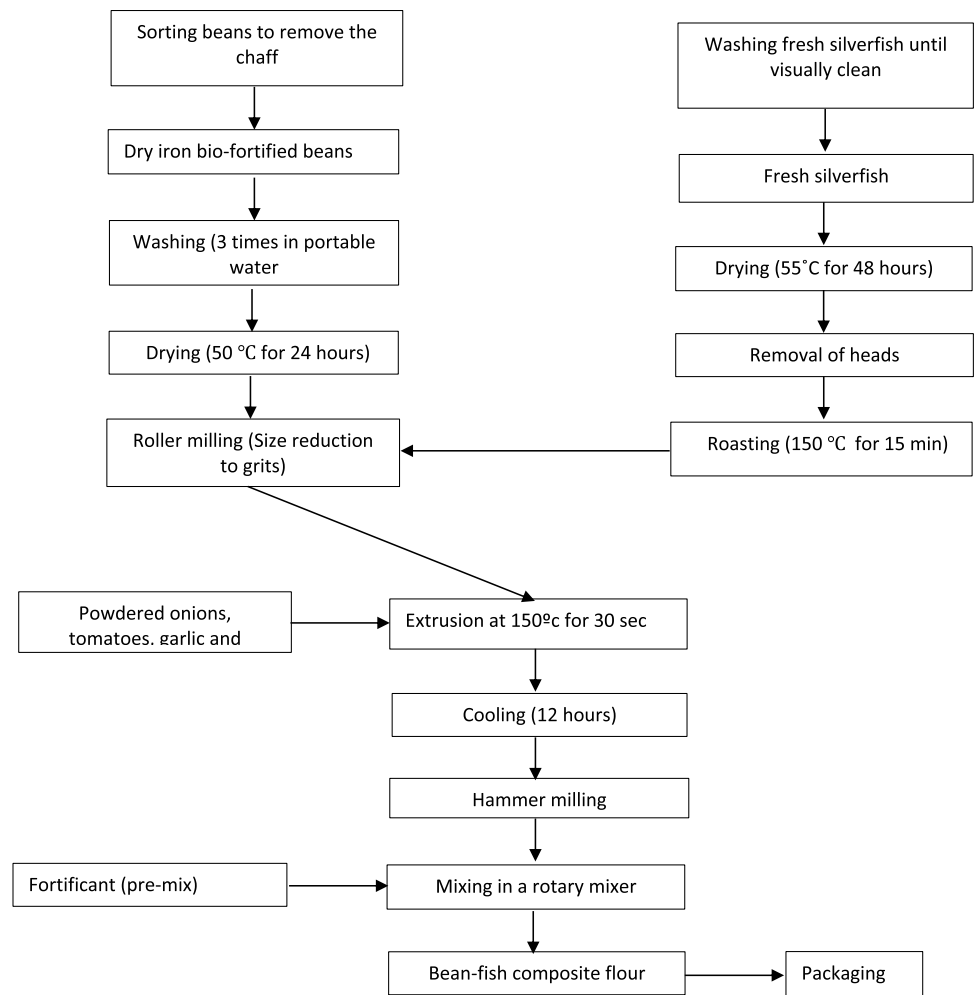 Sorting beans to remove the
chaff
Dry iron bio-fortified beans
Washing (3 times in portable
water
Drying (50 ℃ for 24 hours)
Roller milling (Size reduction
to grits)
Washing fresh silverfish until
visually clean
Fresh silverfish
Drying (55˚C for 48 hours)
Removal of heads
Roasting (150 ℃  for 15 min)
Powdered onions,
tomatoes, garlic and
Extrusion at 150ºc for 30 sec
Cooling (12 hours)
Hammer milling
Fortificant (pre-mix)
Mixing in a rotary mixer
Bean-fish composite flour
Packaging